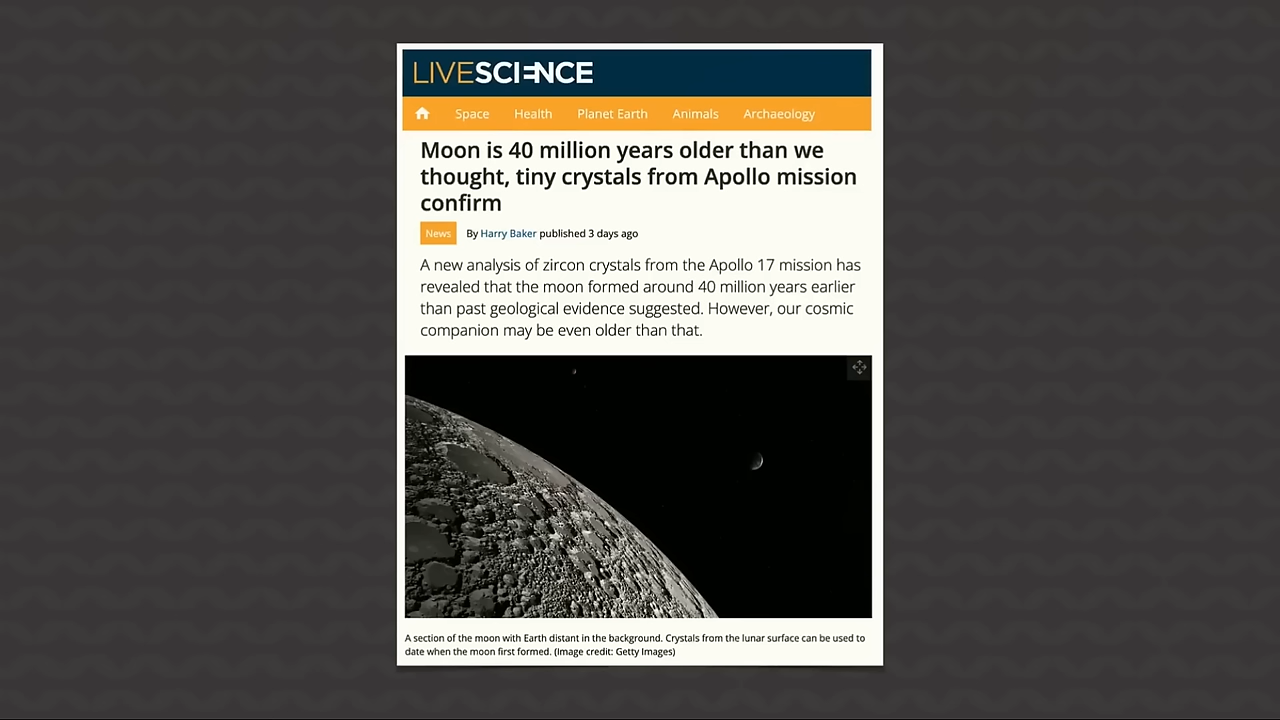 LIVESCIENCE
Space Health Planet Earth Animals Archaeology
Moon is 40 million years older than we
thought, tiny crystals from Apollo mission
confirm
News By Harry Baker published 3 days ago
A new analysis of zircon crystals from the Apollo 17 mission has
revealed that the moon formed around 40 million years earlier
than past geological evidence suggested. However, our cosmic
companion may be even older than that.
A section of the moon with Earth distant in the background. Crystals from the lunar surface can be used to
date when the moon first formed. (Image credit: Getty Images)